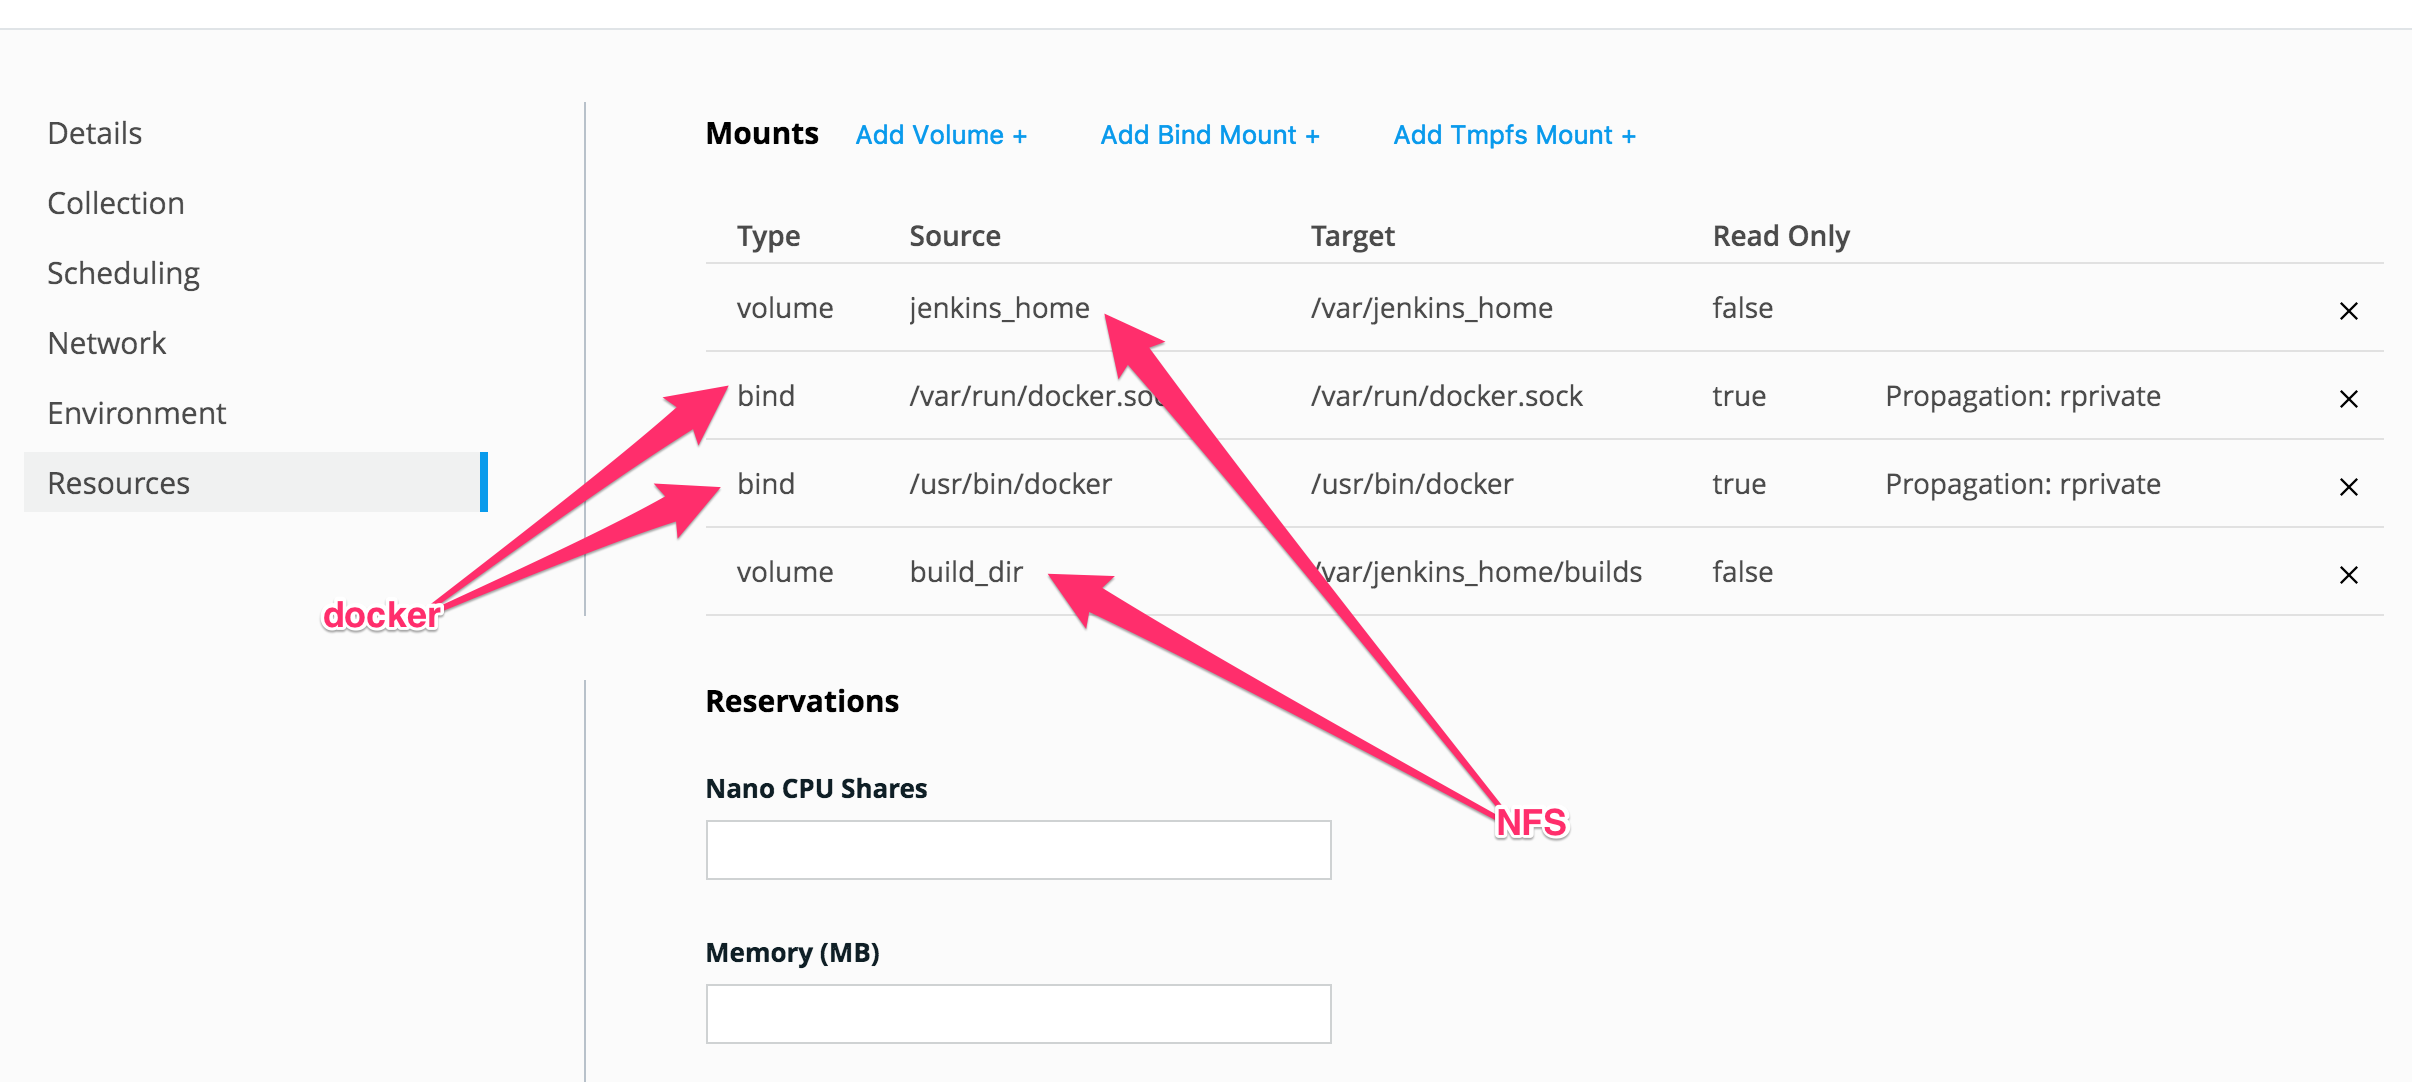 Details
Collection
Scheduling
Network
Environment
Resources
Mounts Add Volume + Add Bind Mount + Add Tmpfs Mount +
Type Source Target Read Only
volume jenkins_home /var/jenkins_home false
bind /var/run/docker.soc /var/run/docker.sock true Propagation: rprivate
bind /usr/bin/docker /usr/bin/docker true Propagation: rprivate
volume build_dir /var/jenkins_home/builds false
docker
Reservations
Nano CPU Shares
NFS
Memory (MB)